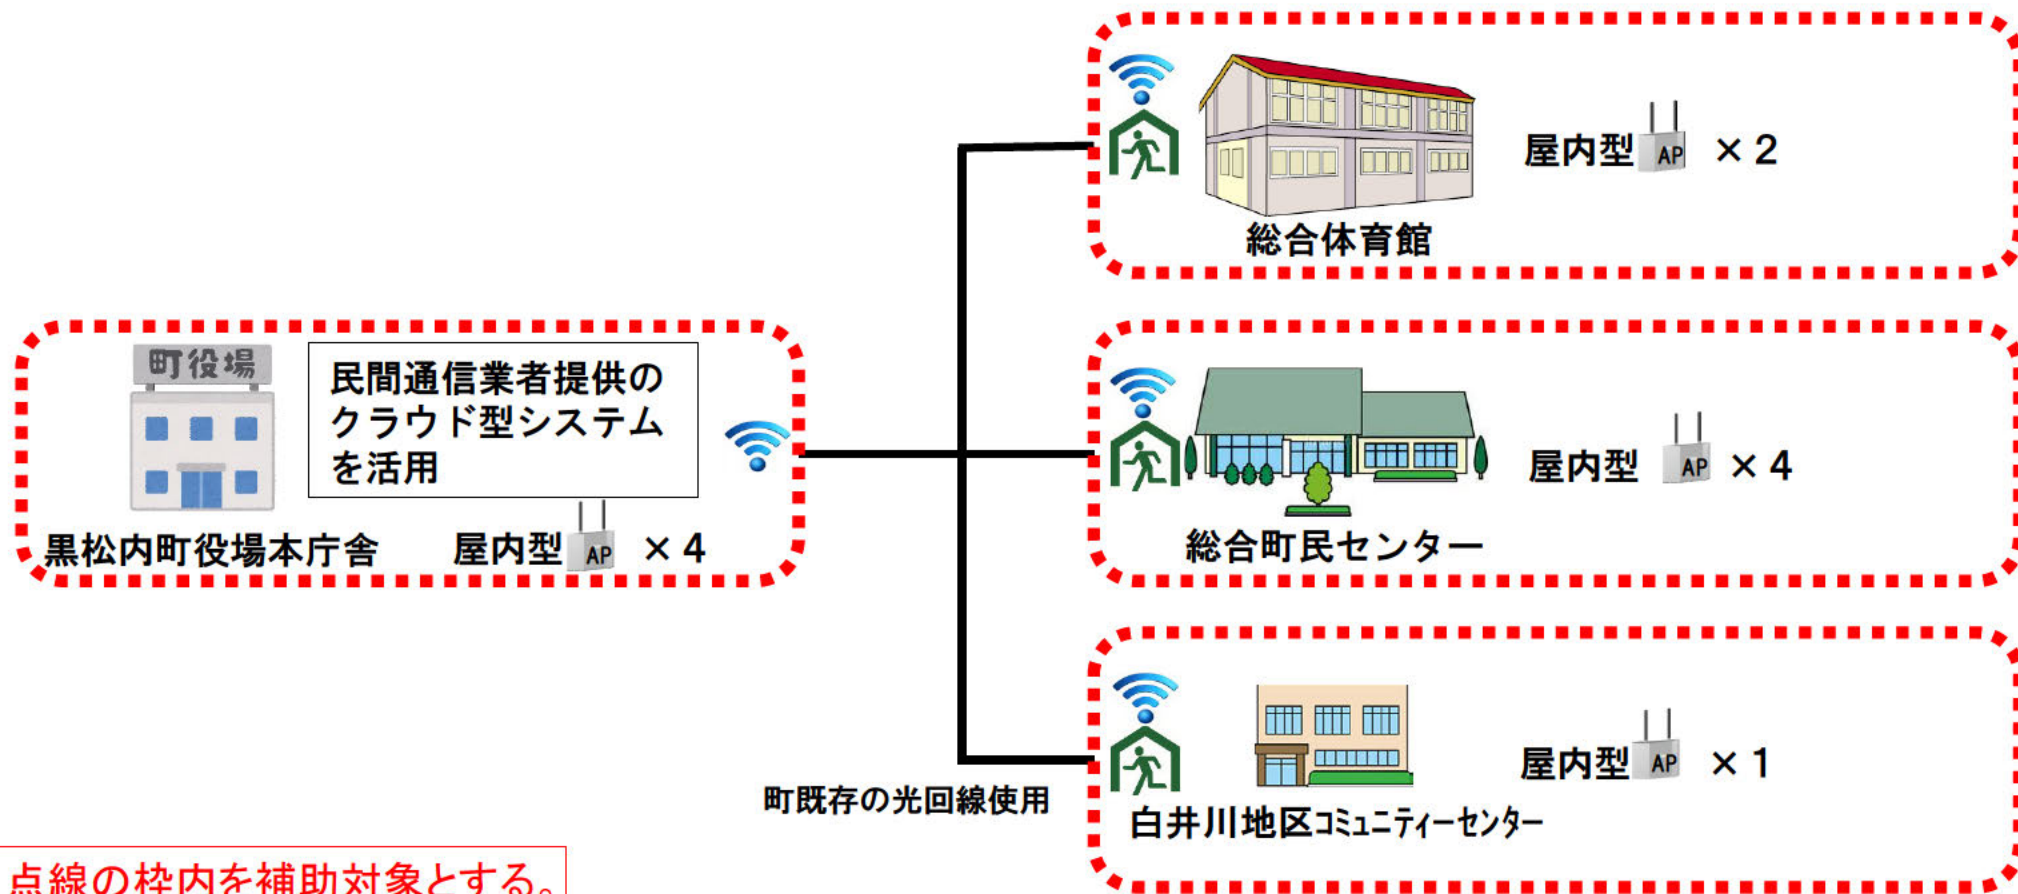 屋内型 AP ×2
総合体育館
町役場
民間通信業者提供の
クラウド型システム
を活用
黒松内町役場本庁舎 屋内型 AP ×4
屋内型 AP ×4
総合町民センター
屋内型 AP ×1
白井川地区コミュニティーセンター
町既存の光回線使用
点線の枠内を補助対象とする。